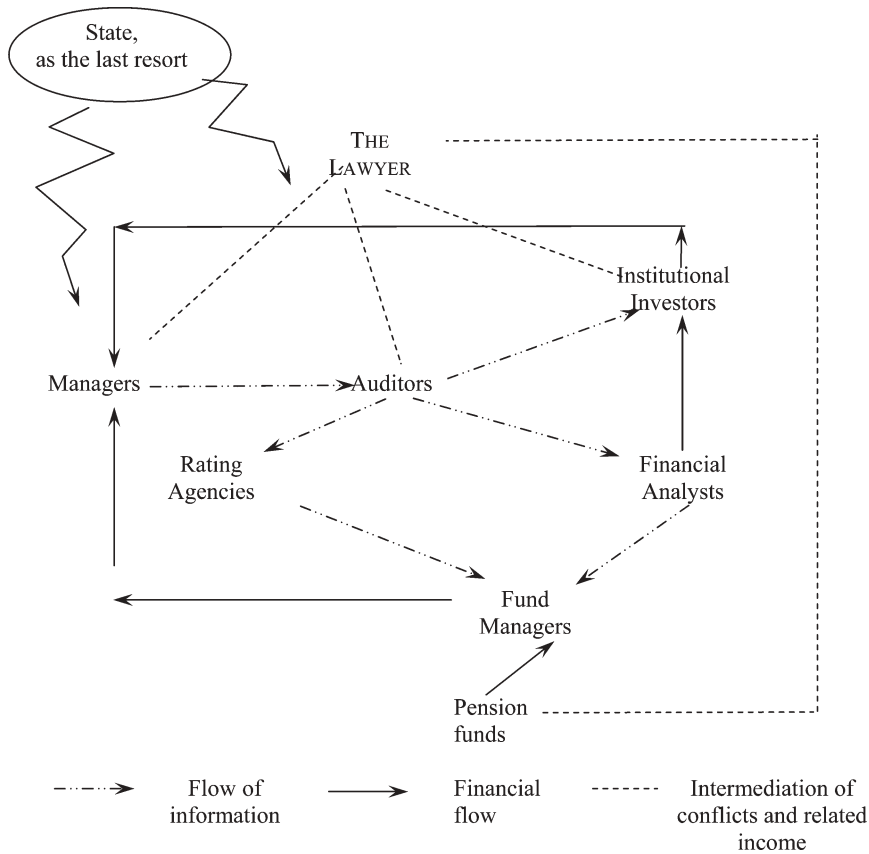 State,
as the last resort
THE
LAWYER
Institutional
Investors
Managers
Auditors
Rating
Agencies
Financial
Analysts
Fund
Managers
Pension
funds
Flow of
information
Financial
flow
Intermediation of
conflicts and related
income